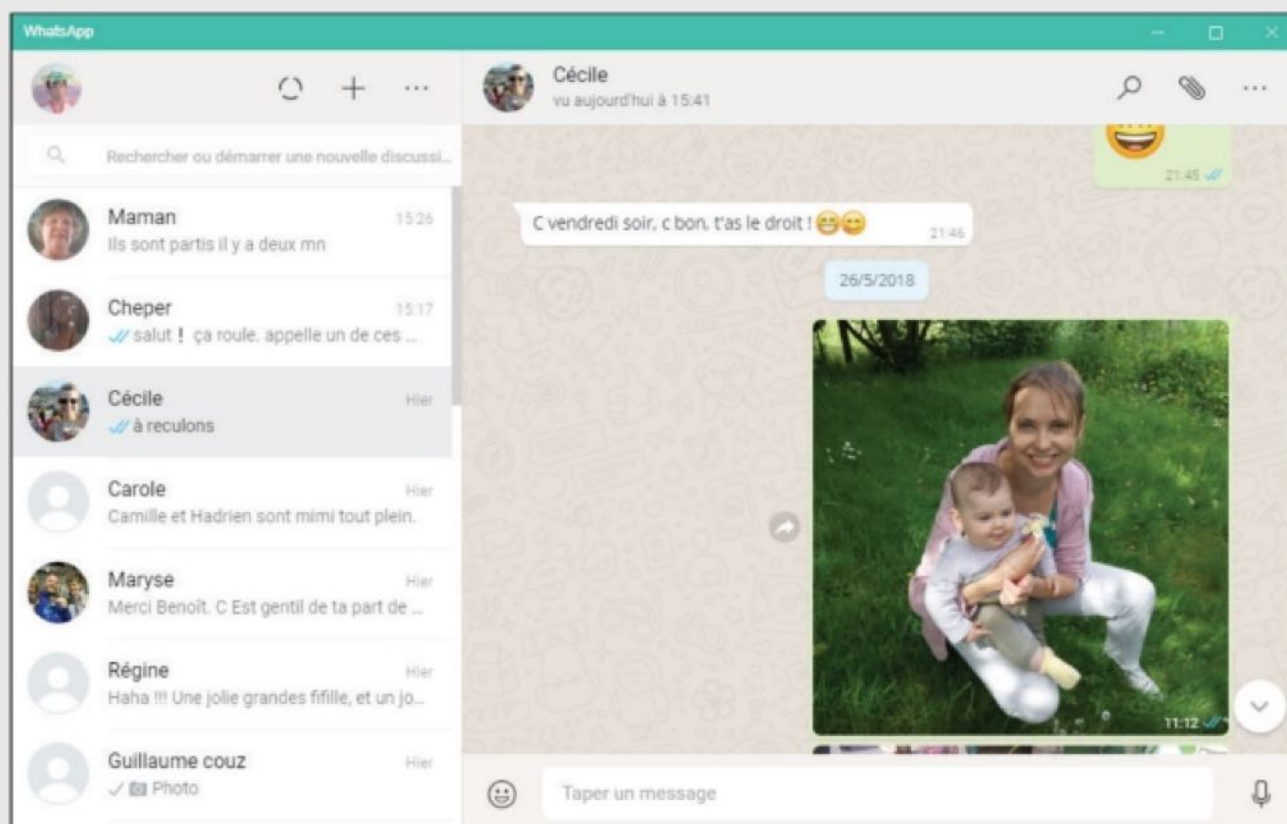 WhatsApp
Rechercher ou démarrer une nouvelle discussi...
Maman 15:26
Ils sont partis il y a deux mn
Cheper 15:17
salut ! ça roule. appelle un de ces ...
Cécile Hier
à reculons
Carole Hier
Camille et Hadrien sont mimi tout plein.
Maryse Hier
Merci Benoît. C Est gentil de ta part de ...
Régine Hier
Haha !!! Une jolie grandes fifille, et un jo...
Guillaume couz Hier
Photo
Cécile
vu aujourd'hui à 15:41
21:45
C vendredi soir, c bon, t'as le droit ! 😁😊 21:46
26/5/2018
11:12
Taper un message